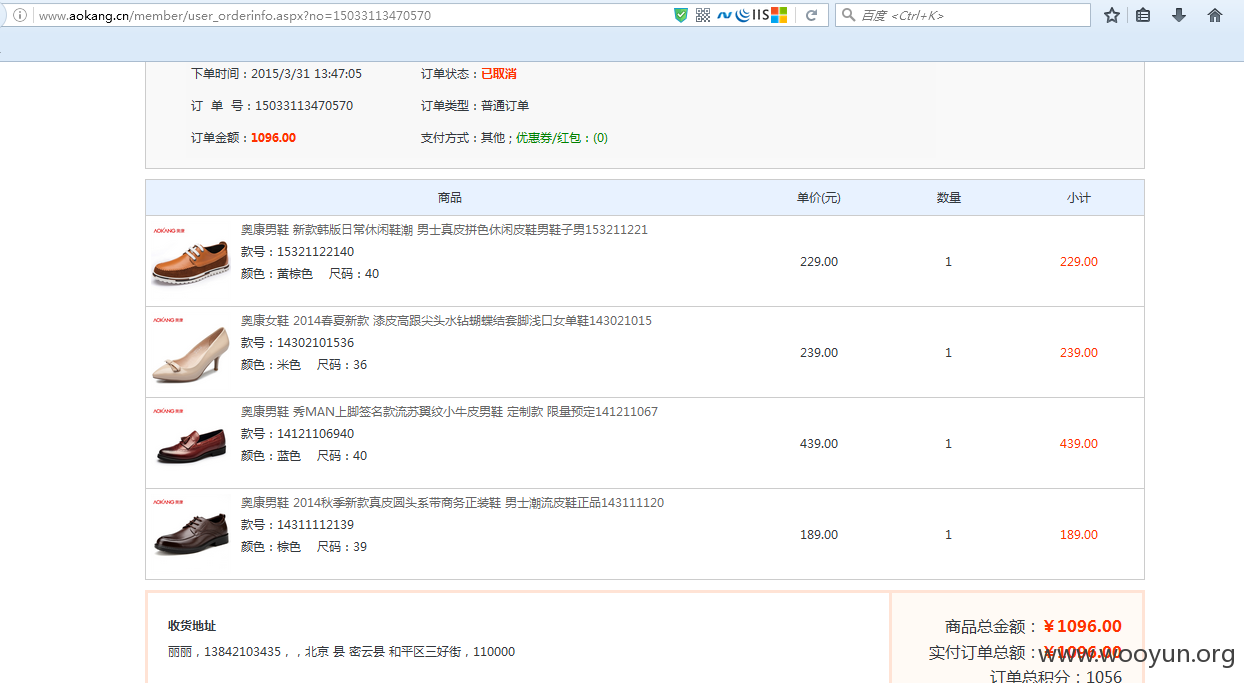 www.aokang.cn/member/user_orderinfo.aspx?no=15033113470570
IIS
百度 <Ctrl+K>
下单时间：2015/3/31 13:47:05 订单状态：已取消
订 单 号：15033113470570 订单类型：普通订单
订单金额：1096.00 支付方式：其他；优惠券/红包：(0)
商品 单价(元) 数量 小计
AOKANG 奥康
奥康男鞋 新款韩版日常休闲鞋潮 男士真皮拼色休闲皮鞋男鞋子男153211221
款号：15321122140
颜色：黄棕色 尺码：40
229.00 1 229.00
AOKANG 奥康
奥康女鞋 2014春夏新款 漆皮高跟尖头水钻蝴蝶结套脚浅口女单鞋143021015
款号：14302101536
颜色：米色 尺码：36
239.00 1 239.00
AOKANG 奥康
奥康男鞋 秀MAN上脚签名款流苏翼纹小牛皮男鞋 定制款 限量预定141211067
款号：14121106940
颜色：蓝色 尺码：40
439.00 1 439.00
AOKANG 奥康
奥康男鞋 2014秋季新款真皮圆头系带商务正装鞋 男士潮流皮鞋正品143111120
款号：14311112139
颜色：棕色 尺码：39
189.00 1 189.00
收货地址
丽丽，13842103435，，北京 县 密云县 和平区三好街，110000
商品总金额：￥1096.00
实付订单总额：￥1096.00
订单总积分：1056
www.wooyun.org